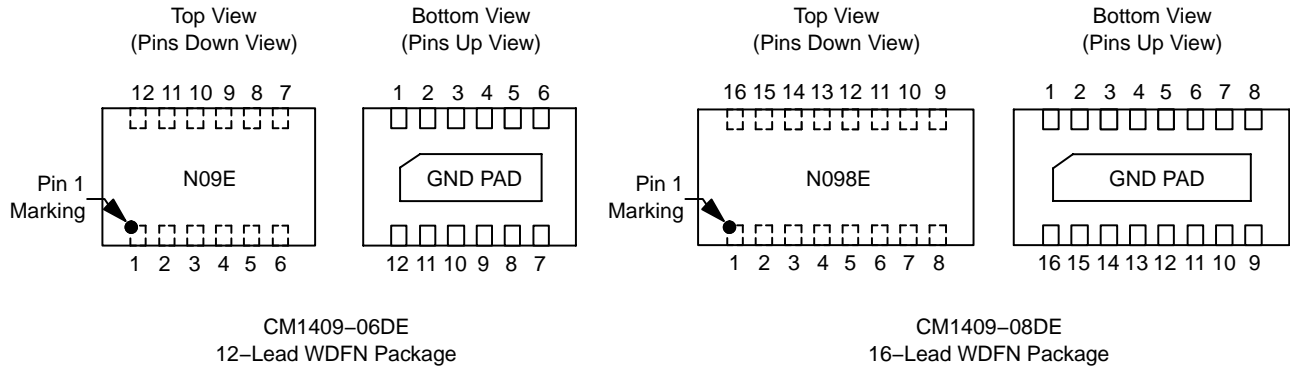 Top View
(Pins Down View)
Bottom View
(Pins Up View)
12 11 10 9 8 7
N09E
Pin 1
Marking
1 2 3 4 5 6
1 2 3 4 5 6
GND PAD
12 11 10 9 8 7
CM1409−06DE
12−Lead WDFN Package
Top View
(Pins Down View)
Bottom View
(Pins Up View)
16 15 14 13 12 11 10 9
N098E
Pin 1
Marking
1 2 3 4 5 6 7 8
1 2 3 4 5 6 7 8
GND PAD
16 15 14 13 12 11 10 9
CM1409−08DE
16−Lead WDFN Package